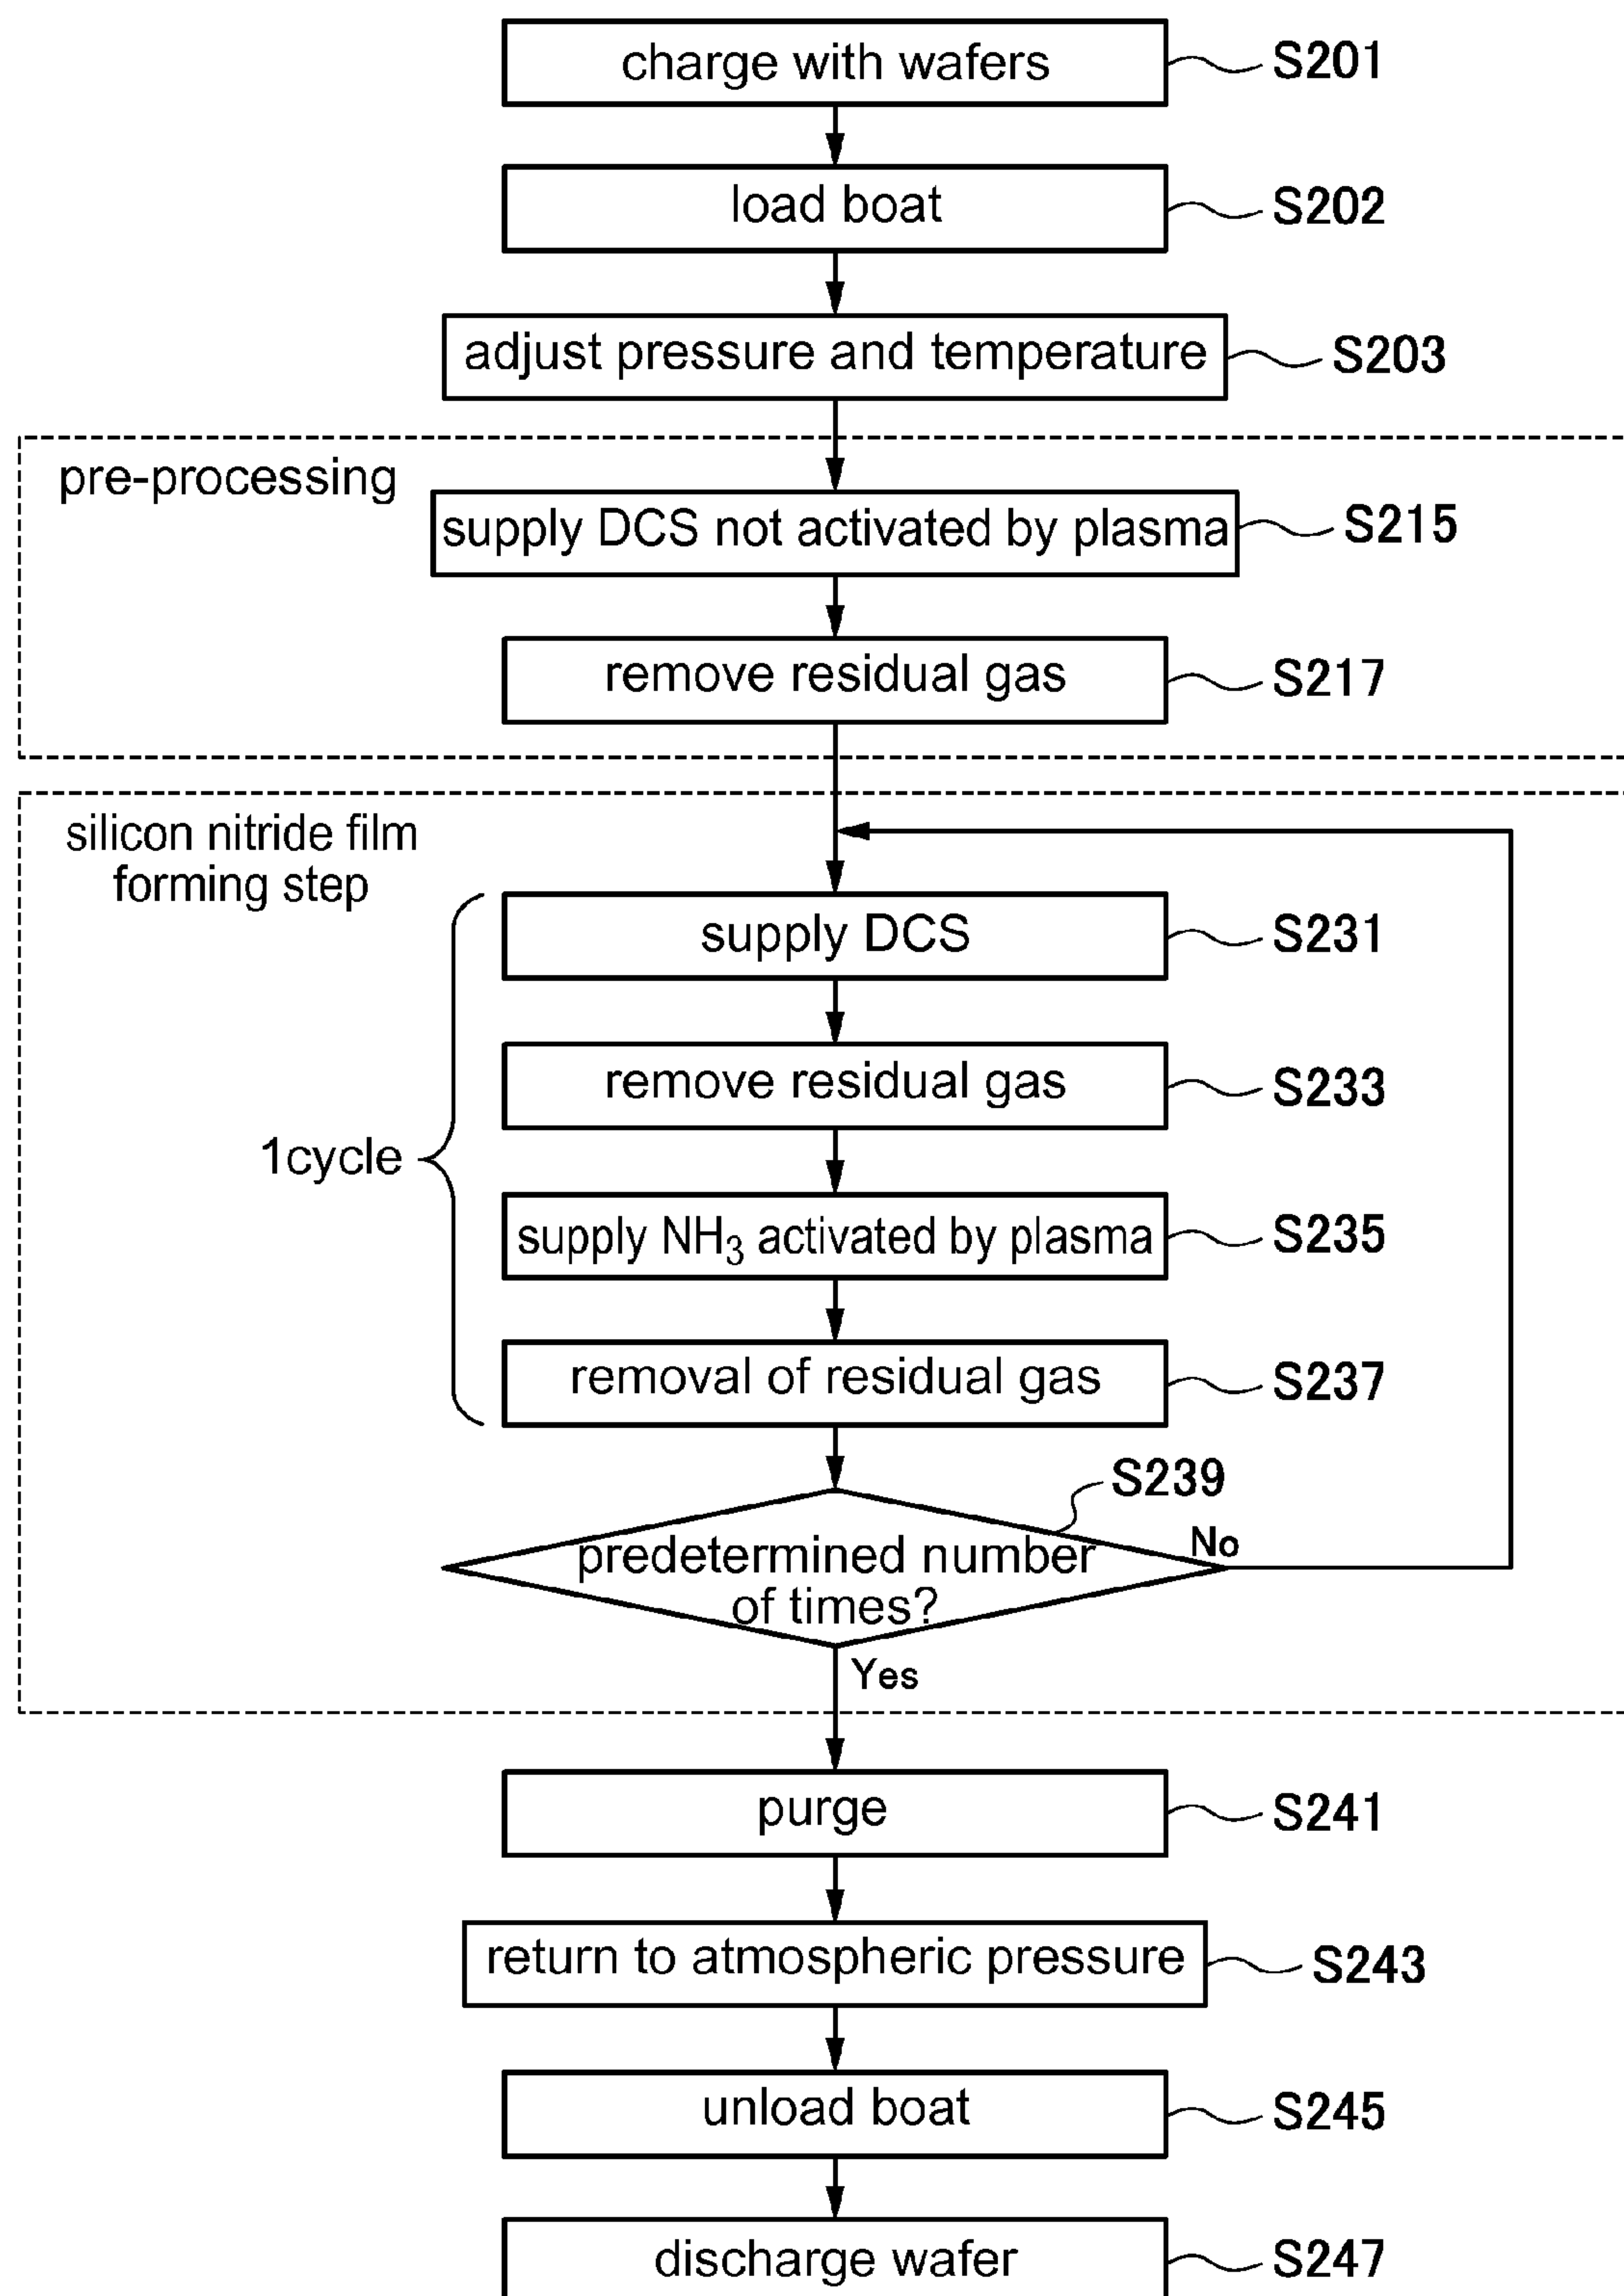 charge with wafers S201
load boat S202
adjust pressure and temperature S203
pre-processing
supply DCS not activated by plasma S215
remove residual gas S217
silicon nitride film
forming step
supply DCS S231
remove residual gas S233
1cycle
supply NH₃ activated by plasma S235
removal of residual gas S237
S239
predetermined number
of times?
No
Yes
purge S241
return to atmospheric pressure S243
unload boat S245
discharge wafer S247